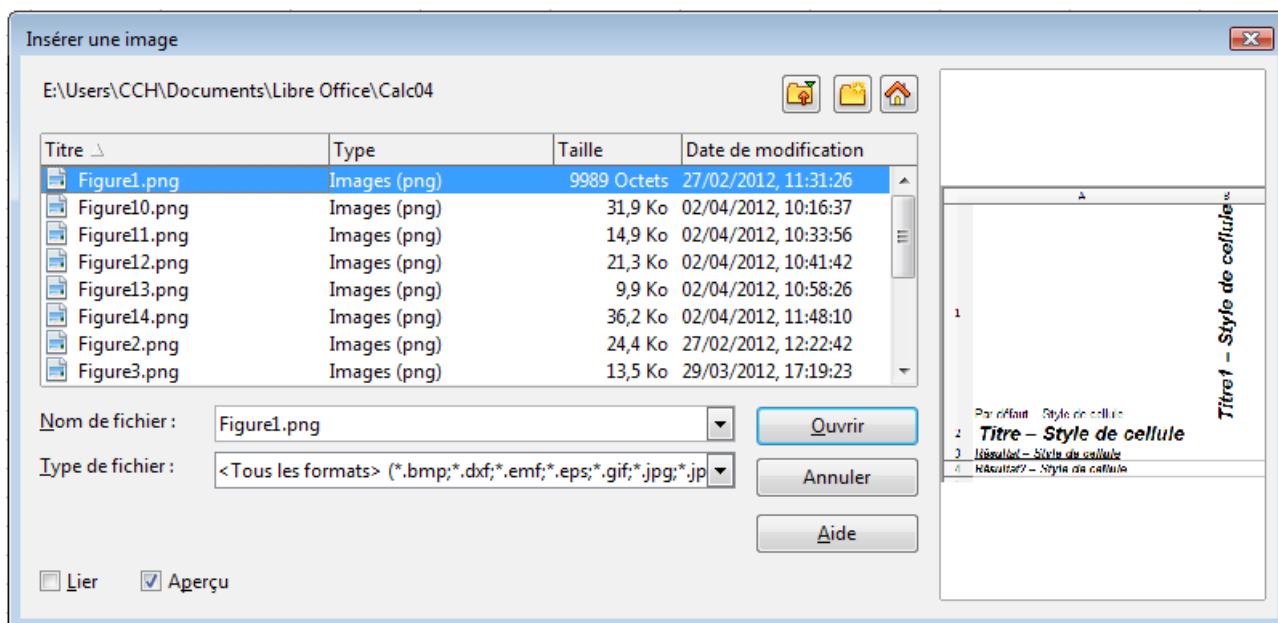 Insérer une image
E:\Users\CCH\Documents\Libre Office\Calc04
Titre Type Taille Date de modification
Figure1.png Images (png) 9989 Octets 27/02/2012, 11:31:26
Figure10.png Images (png) 31,9 Ko 02/04/2012, 10:16:37
Figure11.png Images (png) 14,9 Ko 02/04/2012, 10:33:56
Figure12.png Images (png) 21,3 Ko 02/04/2012, 10:41:42
Figure13.png Images (png) 9,9 Ko 02/04/2012, 10:58:26
Figure14.png Images (png) 36,2 Ko 02/04/2012, 11:48:10
Figure2.png Images (png) 24,4 Ko 27/02/2012, 12:22:42
Figure3.png Images (png) 13,5 Ko 29/03/2012, 17:19:23
Nom de fichier : Figure1.png Ouvrir
Type de fichier : <Tous les formats> (*.bmp;*.dxf;*.emf;*.eps;*.gif;*.jpg;*.jp Annuler
Aide
Lier Aperçu
A B
1
Titre1 – Style de cellule
Par défaut – Style de cellule
2 Titre – Style de cellule
3 Résultat – Style de cellule
4 Résultat2 – Style de cellule